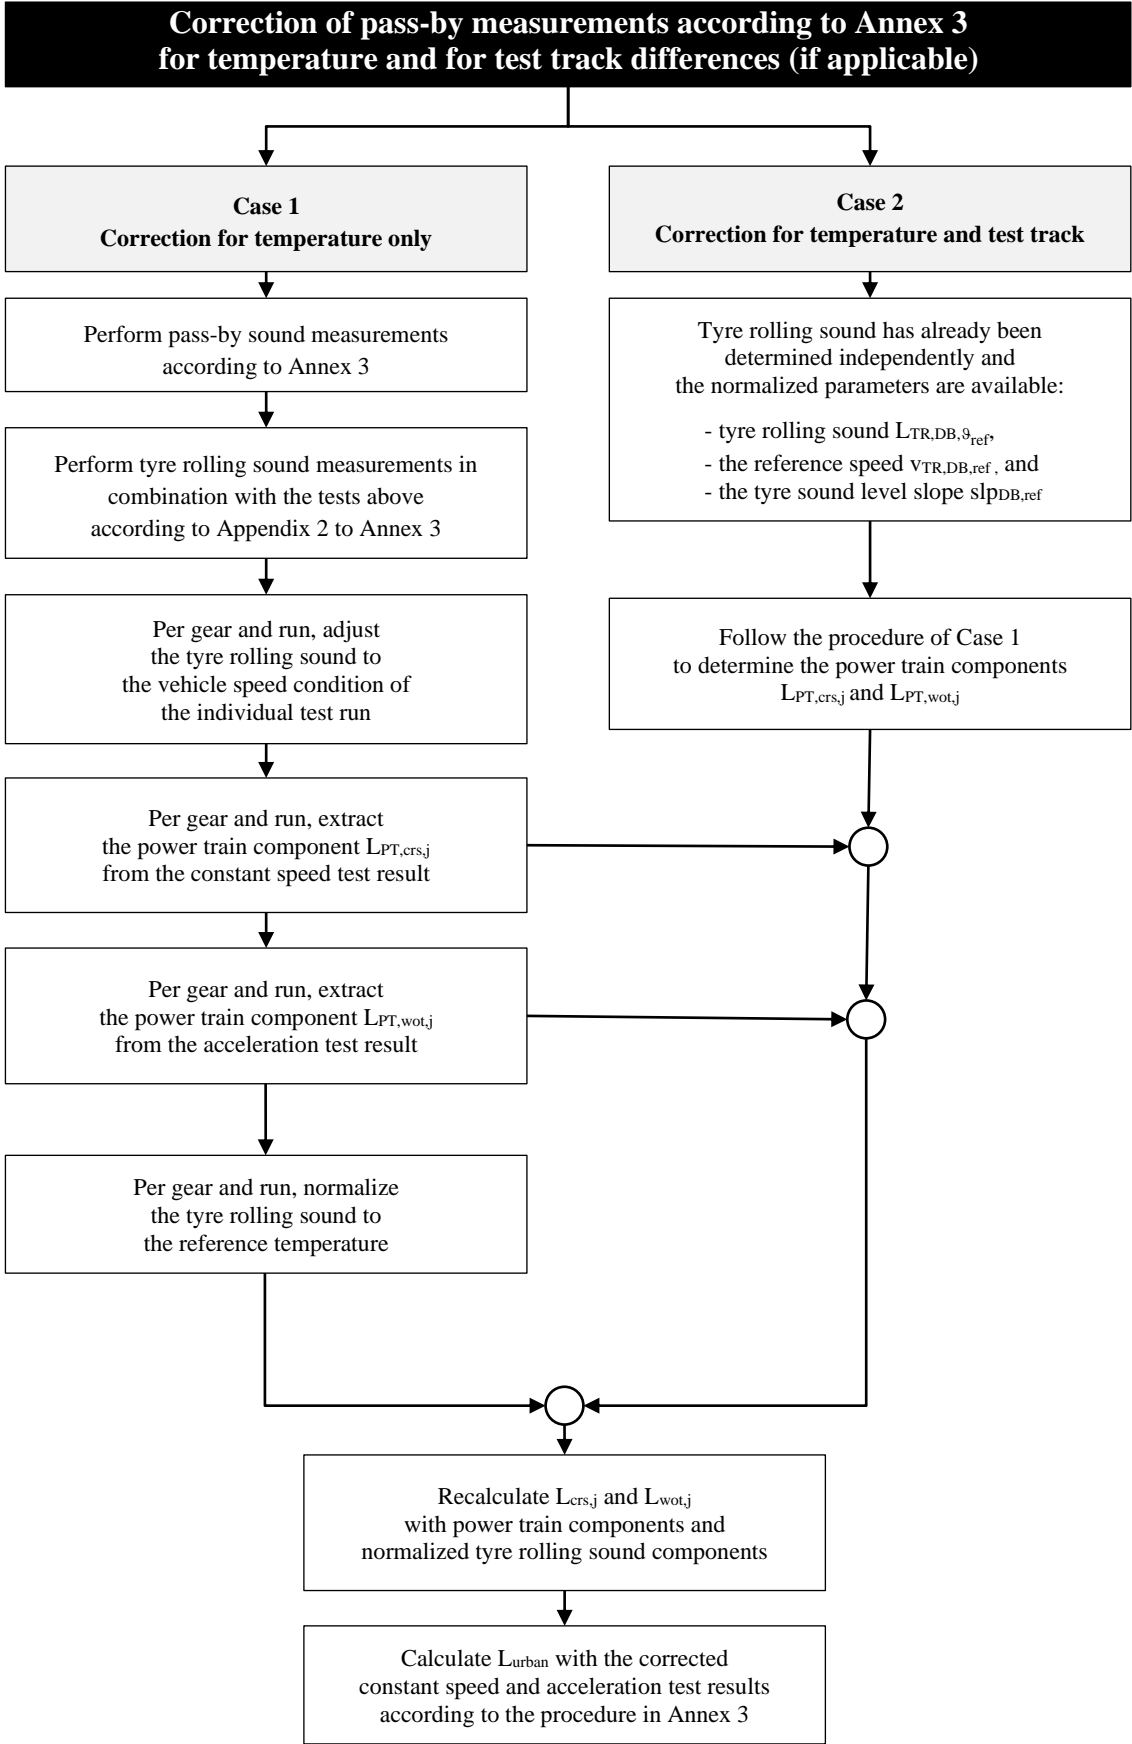 Correction of pass-by measurements according to Annex 3
for temperature and for test track differences (if applicable)
Case 1
Correction for temperature only
Perform pass-by sound measurements
according to Annex 3
Perform tyre rolling sound measurements in
combination with the tests above
according to Appendix 2 to Annex 3
Per gear and run, adjust
the tyre rolling sound to
the vehicle speed condition of
the individual test run
Per gear and run, extract
the power train component LPT,crs,j
from the constant speed test result
Per gear and run, extract
the power train component LPT,wot,j
from the acceleration test result
Per gear and run, normalize
the tyre rolling sound to
the reference temperature
Case 2
Correction for temperature and test track
Tyre rolling sound has already been
determined independently and
the normalized parameters are available:
- tyre rolling sound LTR,DB,ϑref,
- the reference speed vTR,DB,ref , and
- the tyre sound level slope slpDB,ref
Follow the procedure of Case 1
to determine the power train components
LPT,crs,j and LPT,wot,j
Recalculate Lcrs,j and Lwot,j
with power train components and
normalized tyre rolling sound components
Calculate Lurban with the corrected
constant speed and acceleration test results
according to the procedure in Annex 3